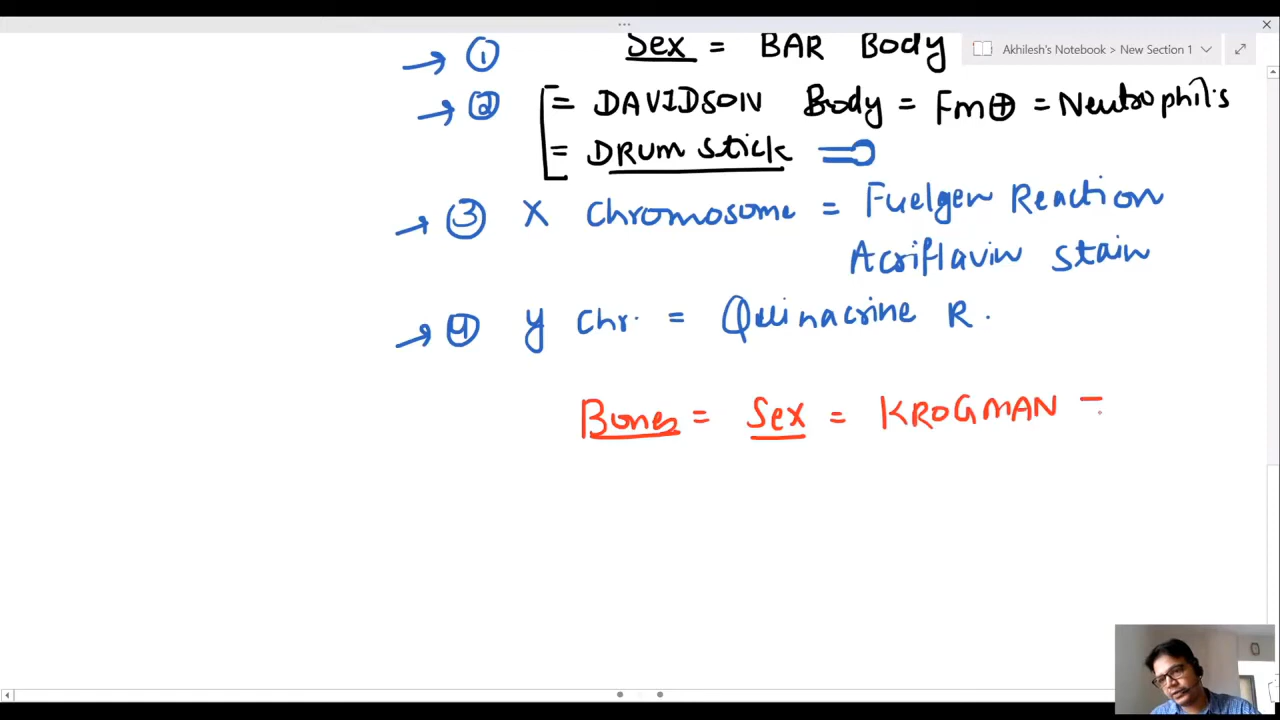 Akhilesh's Notebook > New Section 1
→ ① Sex = BAR Body
→ ② = DAVIDSON Body = Fm⊕ = Neutrophils
= DRUM stick
→ ③ X Chromosome = Fuelgen Reaction
Acriflavin stain
→ ④ y Chr. = Quinacrine R.
Bones = Sex = KROGMAN =